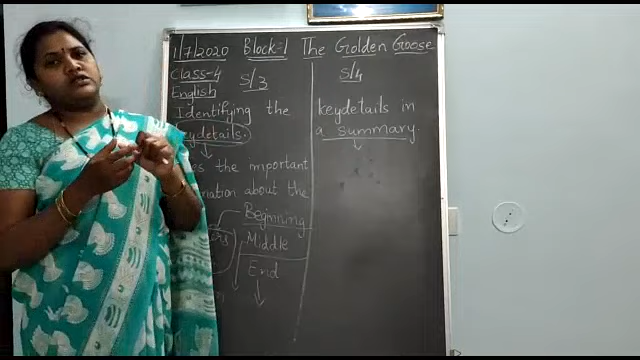 1/7/2020 Block-1 The Golden Goose
Class-4
English S/3
Identifying the
keydetails.
the important
about the
Beginning
Middle
End
S/4
keydetails in
a summary.